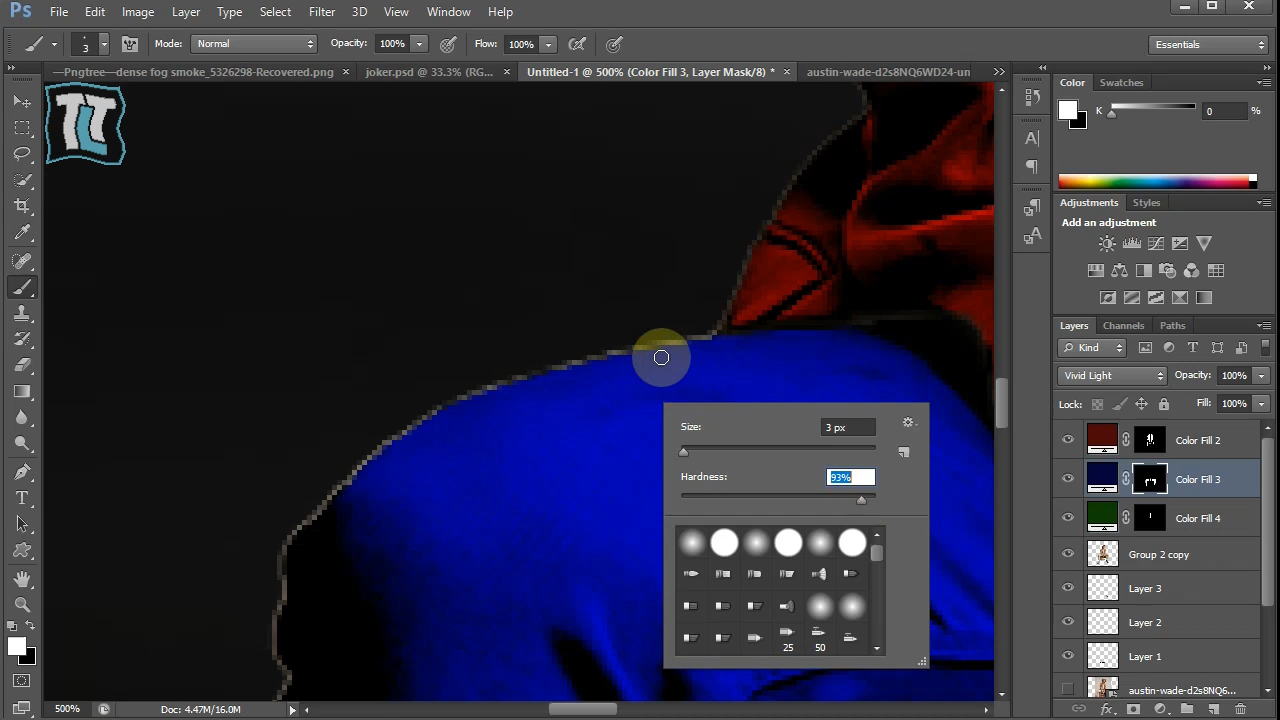 Ps File Edit Image Layer Type Select Filter 3D View Window Help
3 Mode: Normal Opacity: 100% Flow: 100% Essentials
—Pngtree—dense fog smoke_5326298-Recovered.png × joker.psd @ 33.3% (RG... × Untitled-1 @ 500% (Color Fill 3, Layer Mask/8) * × austin-wade-d2s8NQ6WD24-un
TLT
Color Swatches
K 0 %
Adjustments Styles
Add an adjustment
Layers Channels Paths
Kind
Vivid Light Opacity: 100%
Lock: Fill: 100%
Size: 3 px
Hardness: 93%
25 50
Color Fill 2
Color Fill 3
Color Fill 4
Group 2 copy
Layer 3
Layer 2
Layer 1
austin-wade-d2s8NQ6...
500% Doc: 4.47M/16.0M